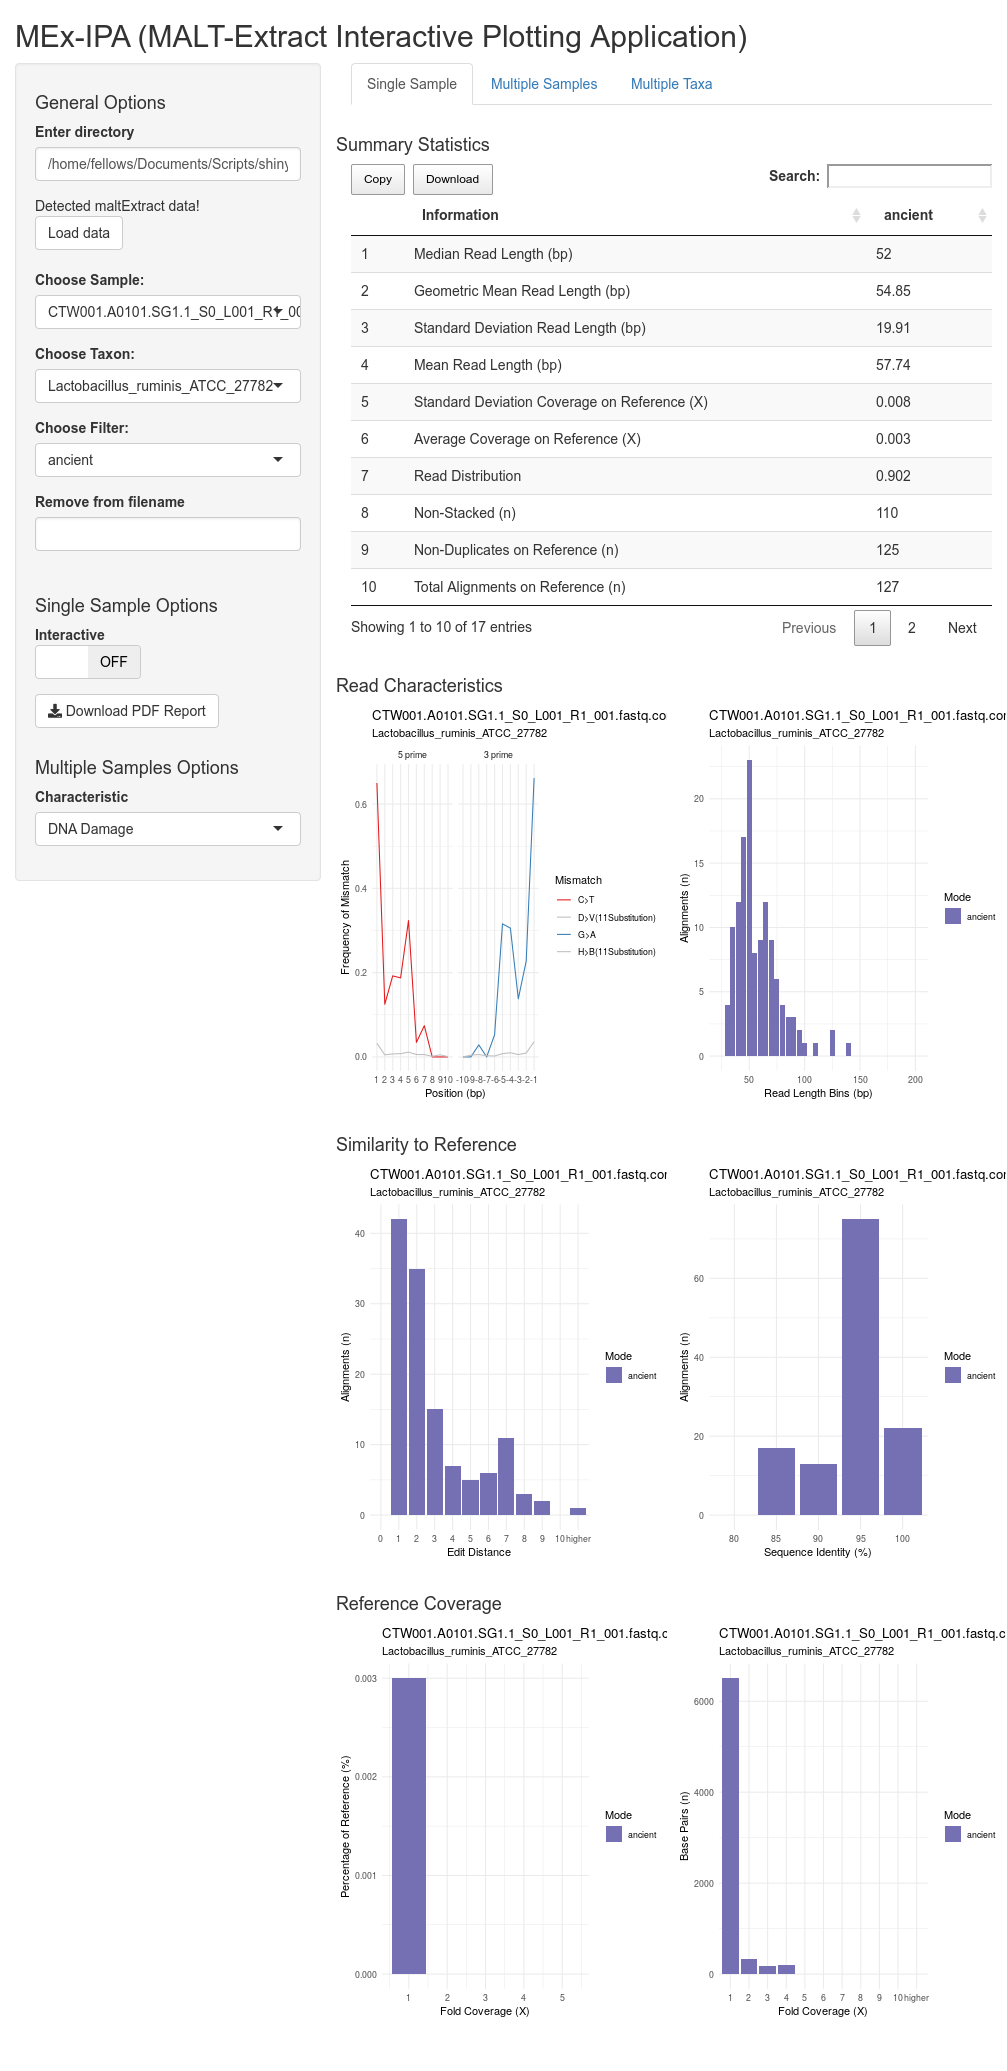 MEx-IPA (MALT-Extract Interactive Plotting Application)
General Options
Enter directory
/home/fellows/Documents/Scripts/shiny
Detected maltExtract data!
Load data
Choose Sample:
CTW001.A0101.SG1.1_S0_L001_R1_00
Choose Taxon:
Lactobacillus_ruminis_ATCC_27782
Choose Filter:
ancient
Remove from filename
Single Sample Options
Interactive
OFF
Download PDF Report
Multiple Samples Options
Characteristic
DNA Damage
Single Sample Multiple Samples Multiple Taxa
Summary Statistics
Copy Download Search:
Information ancient
1 Median Read Length (bp) 52
2 Geometric Mean Read Length (bp) 54.85
3 Standard Deviation Read Length (bp) 19.91
4 Mean Read Length (bp) 57.74
5 Standard Deviation Coverage on Reference (X) 0.008
6 Average Coverage on Reference (X) 0.003
7 Read Distribution 0.902
8 Non-Stacked (n) 110
9 Non-Duplicates on Reference (n) 125
10 Total Alignments on Reference (n) 127
Showing 1 to 10 of 17 entries Previous 1 2 Next
Read Characteristics
CTW001.A0101.SG1.1_S0_L001_R1_001.fastq.co
Lactobacillus_ruminis_ATCC_27782
5 prime 3 prime
0.6
0.4
0.2
0.0
Frequency of Mismatch
1 2 3 4 5 6 7 8 9 10 -10 -9 -8 -7 -6 -5 -4 -3 -2 -1
Position (bp)
Mismatch
C>T
D>V(11Substitution)
G>A
H>B(11Substitution)
CTW001.A0101.SG1.1_S0_L001_R1_001.fastq.com
Lactobacillus_ruminis_ATCC_27782
20
15
10
5
0
Alignments (n)
50 100 150 200
Read Length Bins (bp)
Mode
ancient
Similarity to Reference
CTW001.A0101.SG1.1_S0_L001_R1_001.fastq.cor
Lactobacillus_ruminis_ATCC_27782
40
30
20
10
0
Alignments (n)
0 1 2 3 4 5 6 7 8 9 10 higher
Edit Distance
Mode
ancient
CTW001.A0101.SG1.1_S0_L001_R1_001.fastq.com
Lactobacillus_ruminis_ATCC_27782
60
40
20
0
Alignments (n)
80 85 90 95 100
Sequence Identity (%)
Mode
ancient
Reference Coverage
CTW001.A0101.SG1.1_S0_L001_R1_001.fastq.c
Lactobacillus_ruminis_ATCC_27782
0.003
0.002
0.001
0.000
Percentage of Reference (%)
1 2 3 4 5
Fold Coverage (X)
Mode
ancient
CTW001.A0101.SG1.1_S0_L001_R1_001.fastq.c
Lactobacillus_ruminis_ATCC_27782
6000
4000
2000
0
Base Pairs (n)
1 2 3 4 5 6 7 8 9 10 higher
Fold Coverage (X)
Mode
ancient